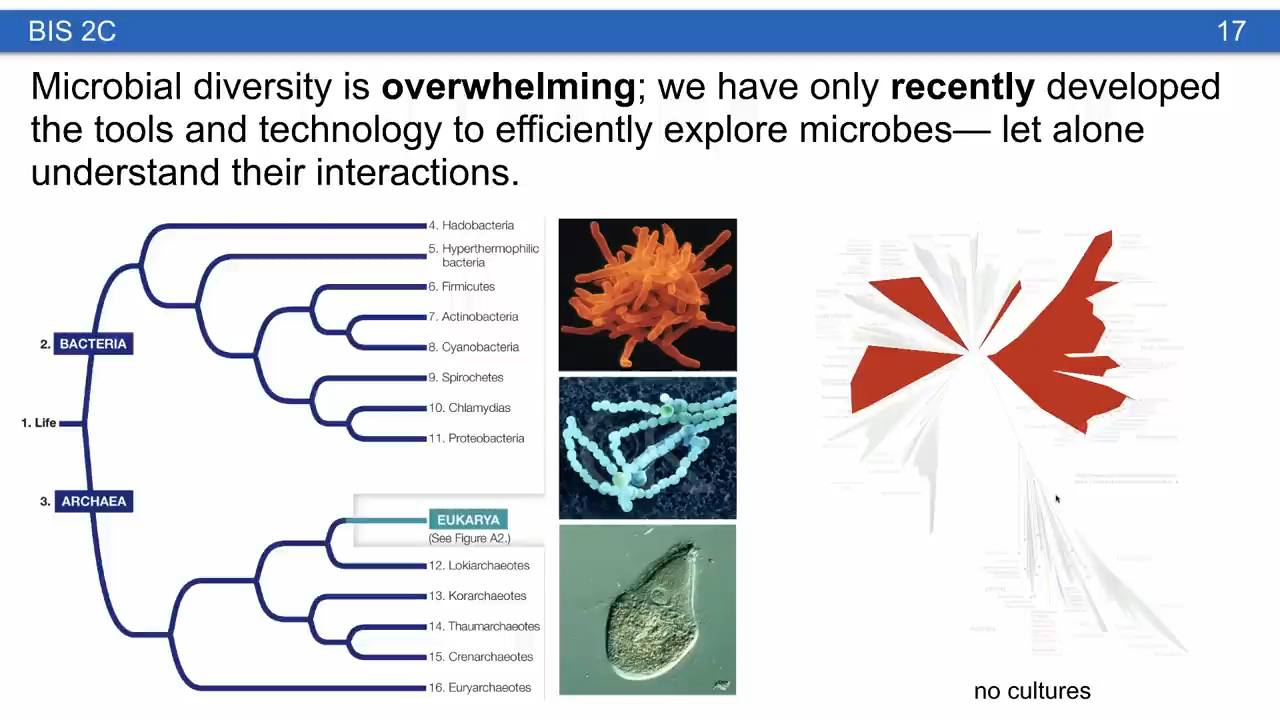 BIS 2C
17
Microbial diversity is overwhelming; we have only recently developed
the tools and technology to efficiently explore microbes— let alone
understand their interactions.
4. Hadobacteria
5. Hyperthermophilic
bacteria
6. Firmicutes
7. Actinobacteria
2. BACTERIA
8. Cyanobacteria
9. Spirochetes
10. Chlamydias
1. Life
11. Proteobacteria
3. ARCHAEA
EUKARYA
(See Figure A2.)
12. Lokiarchaeotes
13. Korarchaeotes
14. Thaumarchaeotes
15. Crenarchaeotes
16. Euryarchaeotes
no cultures